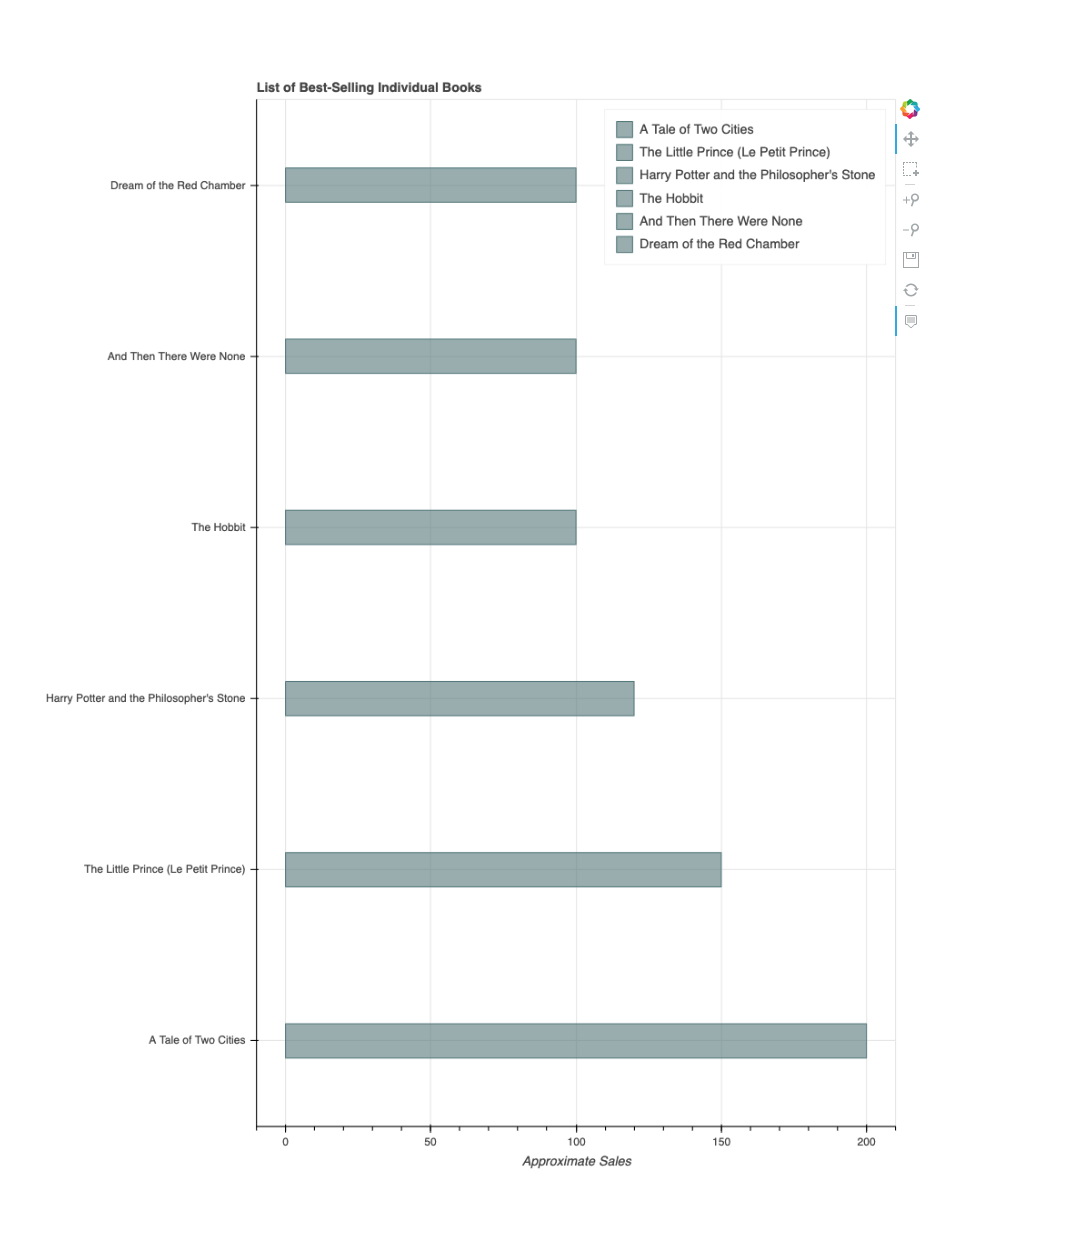 List of Best-Selling Individual Books
A Tale of Two Cities
The Little Prince (Le Petit Prince)
Harry Potter and the Philosopher's Stone
The Hobbit
And Then There Were None
Dream of the Red Chamber
Dream of the Red Chamber
And Then There Were None
The Hobbit
Harry Potter and the Philosopher's Stone
The Little Prince (Le Petit Prince)
A Tale of Two Cities
0 50 100 150 200
Approximate Sales